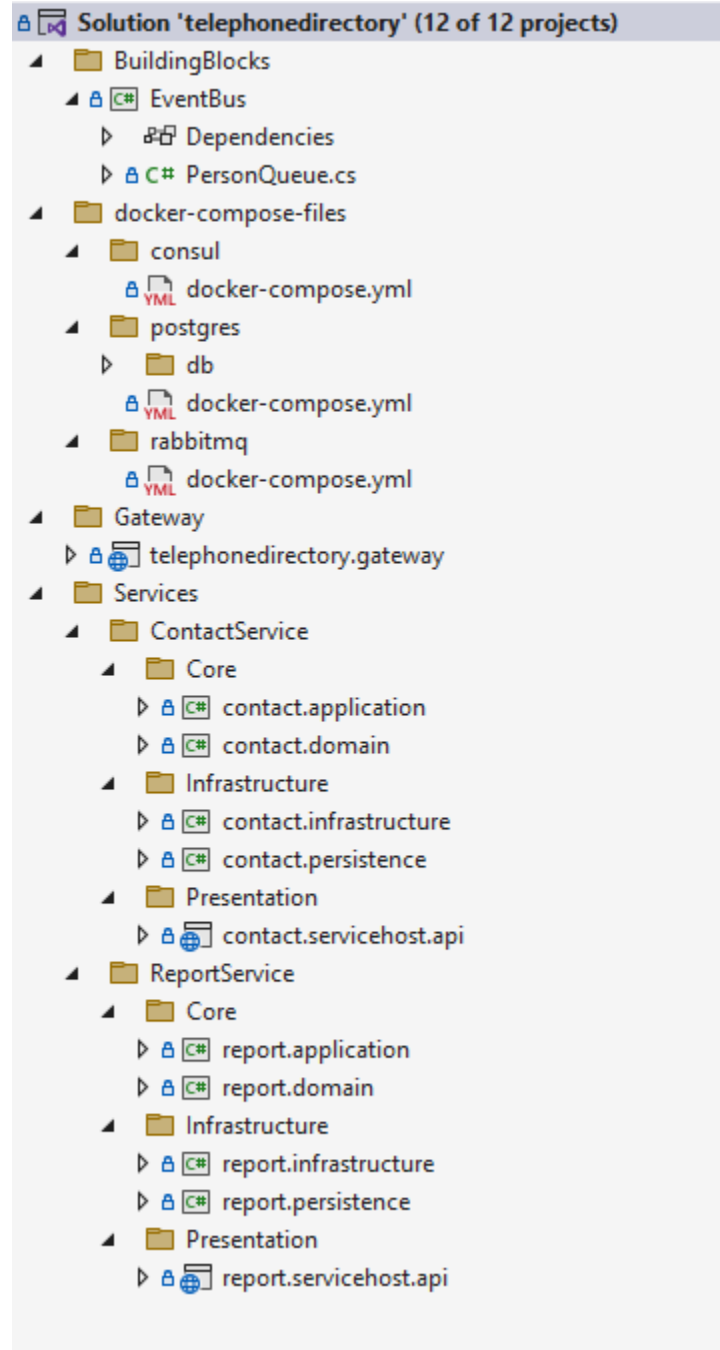 Solution 'telephonedirectory' (12 of 12 projects)
BuildingBlocks
C# EventBus
Dependencies
C# PersonQueue.cs
docker-compose-files
consul
YML docker-compose.yml
postgres
db
YML docker-compose.yml
rabbitmq
YML docker-compose.yml
Gateway
telephonedirectory.gateway
Services
ContactService
Core
C# contact.application
C# contact.domain
Infrastructure
C# contact.infrastructure
C# contact.persistence
Presentation
contact.servicehost.api
ReportService
Core
C# report.application
C# report.domain
Infrastructure
C# report.infrastructure
C# report.persistence
Presentation
report.servicehost.api